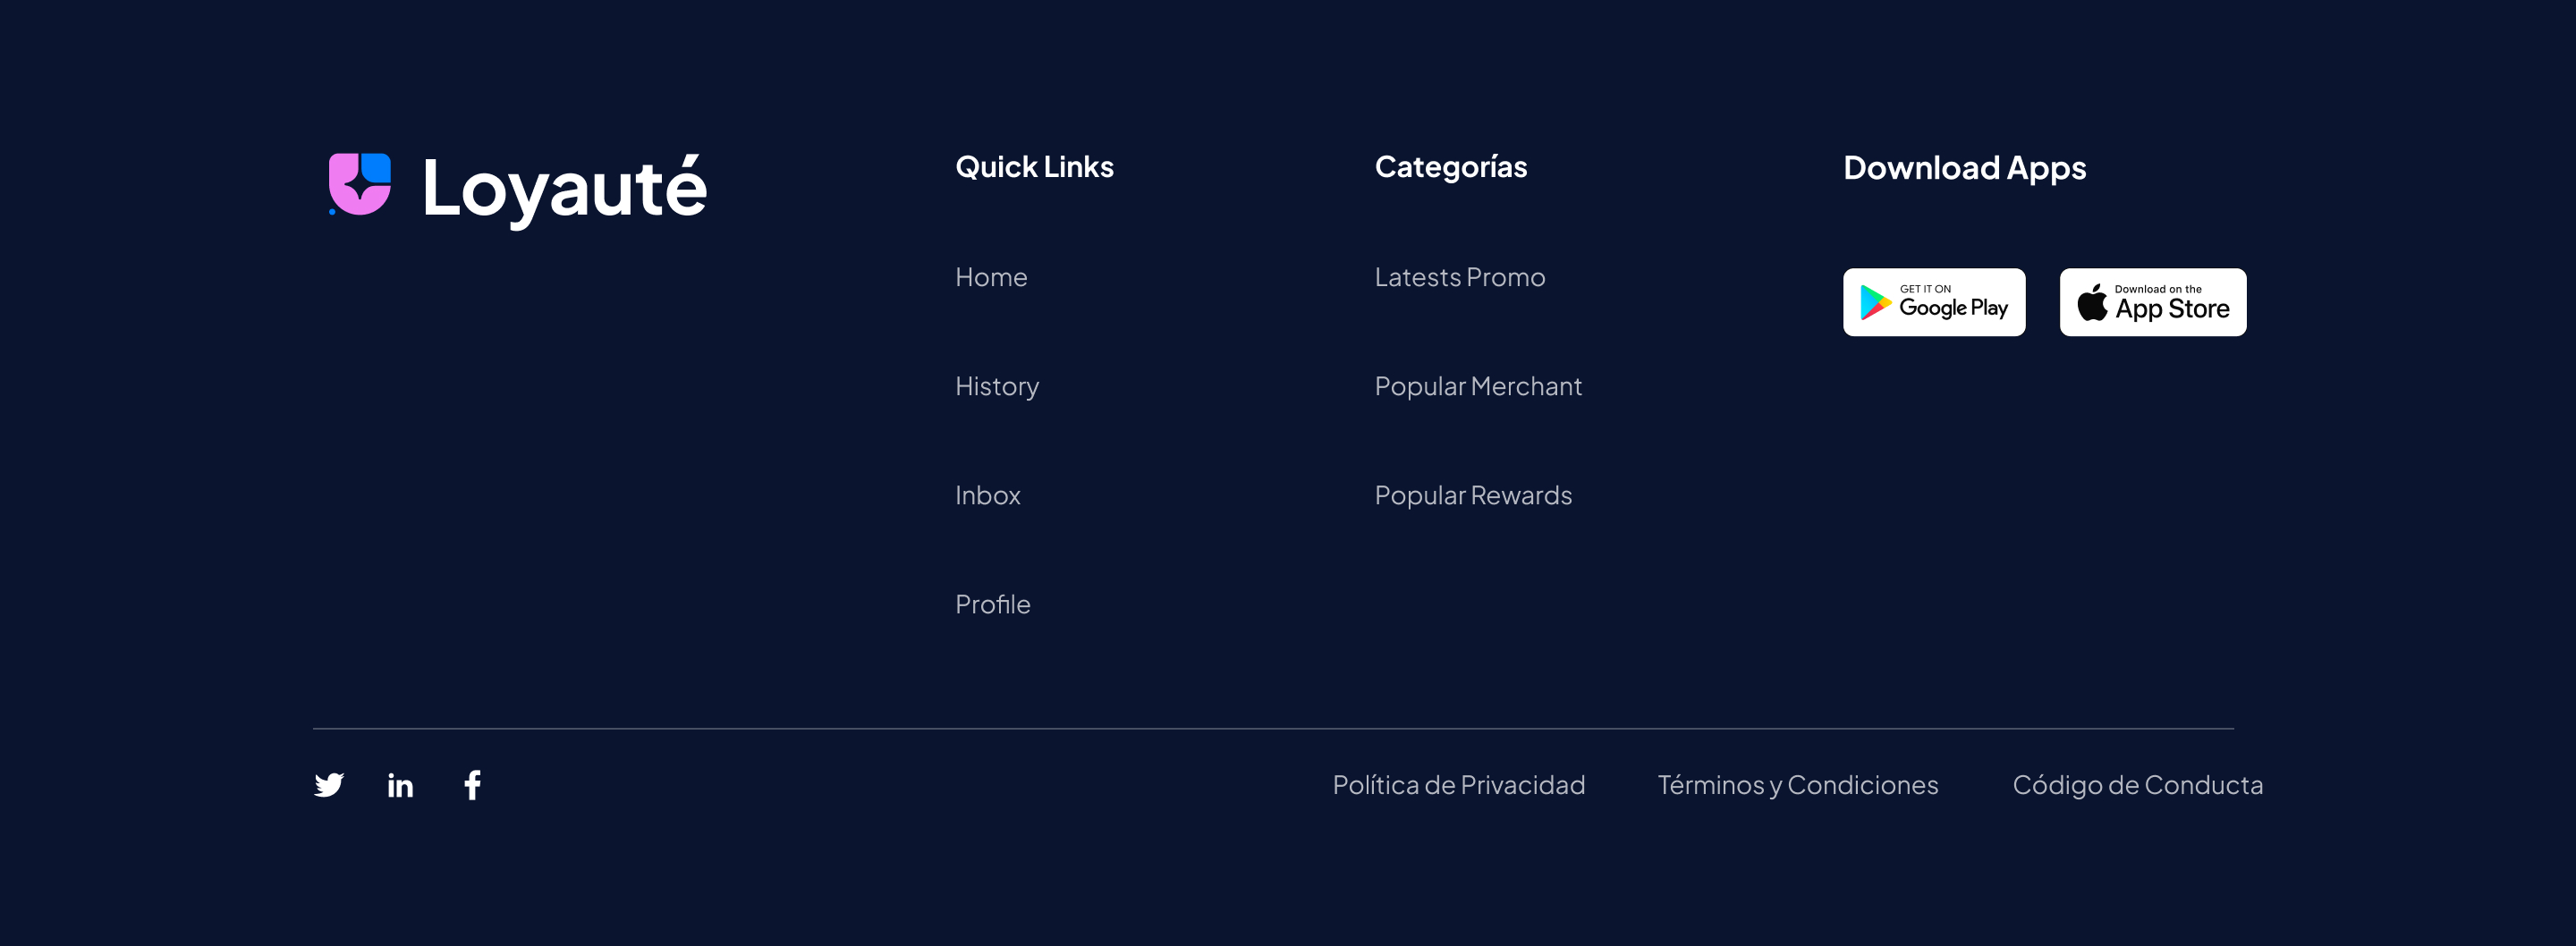 Loyauté
Quick Links
Home
History
Inbox
Profile
Categorías
Latests Promo
Popular Merchant
Popular Rewards
Download Apps
GET IT ON
Google Play
Download on the
App Store
Política de Privacidad
Términos y Condiciones
Código de Conducta